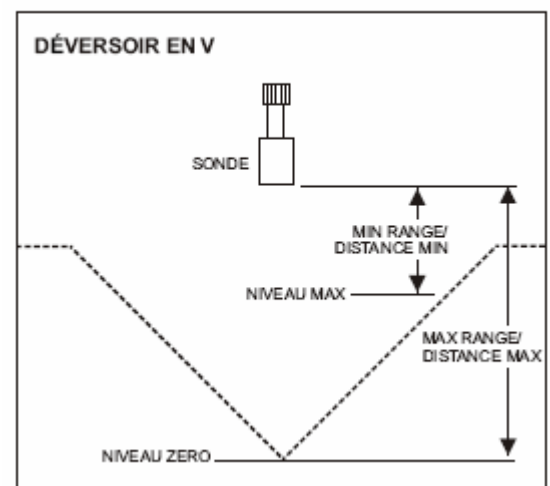 DÉVERSOIR EN V
SONDE
MIN RANGE/
DISTANCE MIN
NIVEAU MAX
MAX RANGE/
DISTANCE MAX
NIVEAU ZERO